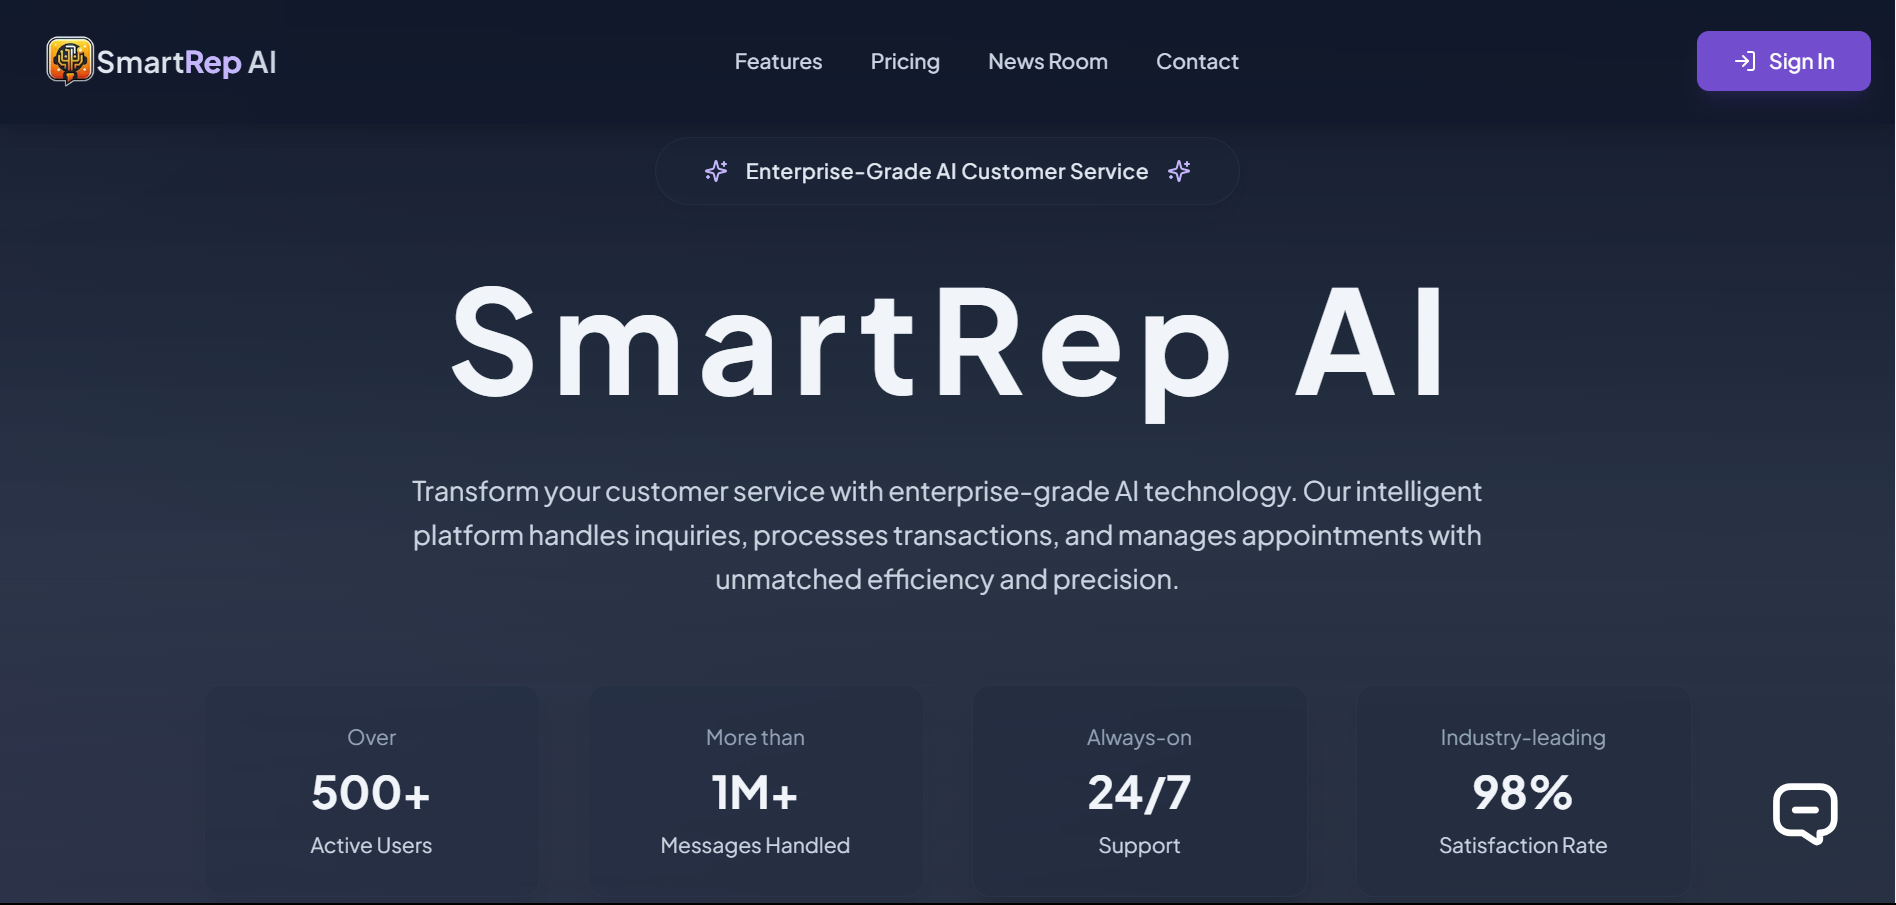 SmartRep AI
Features
Pricing
News Room
Contact
Sign In
Enterprise-Grade AI Customer Service
SmartRep AI
Transform your customer service with enterprise-grade AI technology. Our intelligent
platform handles inquiries, processes transactions, and manages appointments with
unmatched efficiency and precision.
Over
500+
Active Users
More than
1M+
Messages Handled
Always-on
24/7
Support
Industry-leading
98%
Satisfaction Rate